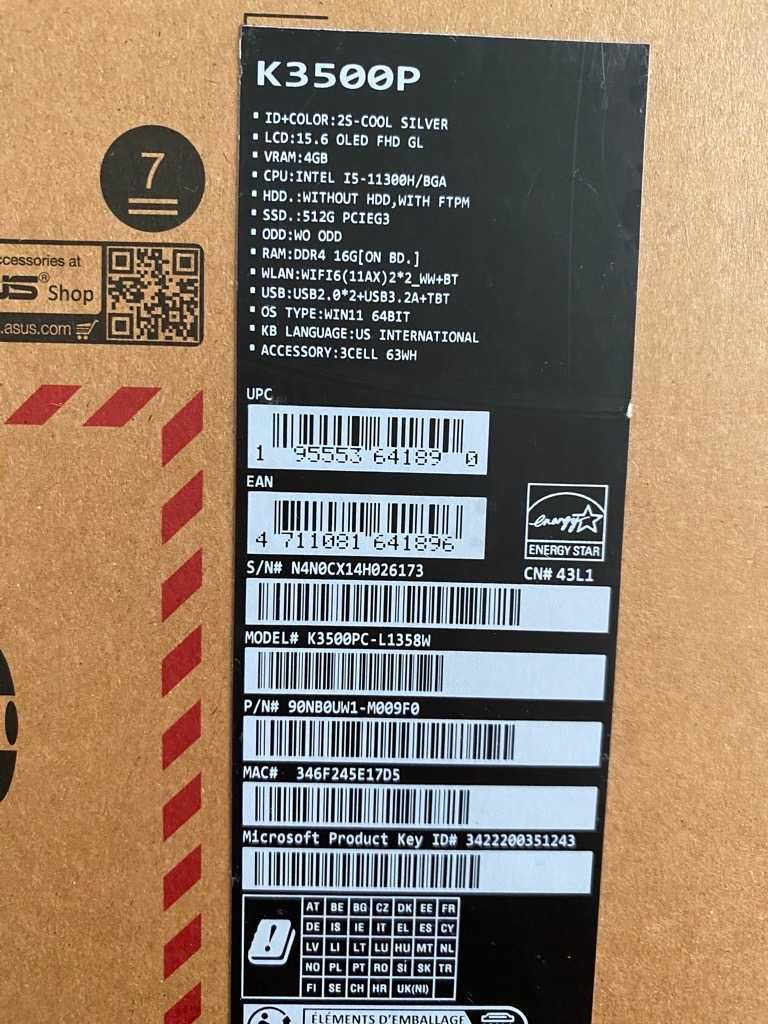 K3500P
ID+COLOR:2S-COOL SILVER
LCD:15.6 OLED FHD GL
VRAM:4GB
CPU:INTEL I5-11300H/BGA
HDD.:WITHOUT HDD,WITH FTPM
SSD.:512G PCIEG3
ODD:WO ODD
RAM:DDR4 16G[ON BD.]
WLAN:WIFI6(11AX)2*2_WW+BT
USB:USB2.0*2+USB3.2A+TBT
OS TYPE:WIN11 64BIT
KB LANGUAGE:US INTERNATIONAL
ACCESSORY:3CELL 63WH
7
ccessories at
US® Shop
.asus.com
UPC
1 95553 64189 0
EAN
4 711081 641896
energy
ENERGY STAR
S/N# N4N0CX14H026173
CN# 43L1
MODEL# K3500PC-L1358W
P/N# 90NB0UW1-M009F0
MAC# 346F245E17D5
Microsoft Product Key ID# 3422200351243
AT BE BG CZ DK EE FR
DE IS IE IT EL ES CY
LV LI LT LU HU MT NL
NO PL PT RO SI SK TR
FI SE CH HR UK(NI)
ÉLÉMENTS D'EMBALLAGE